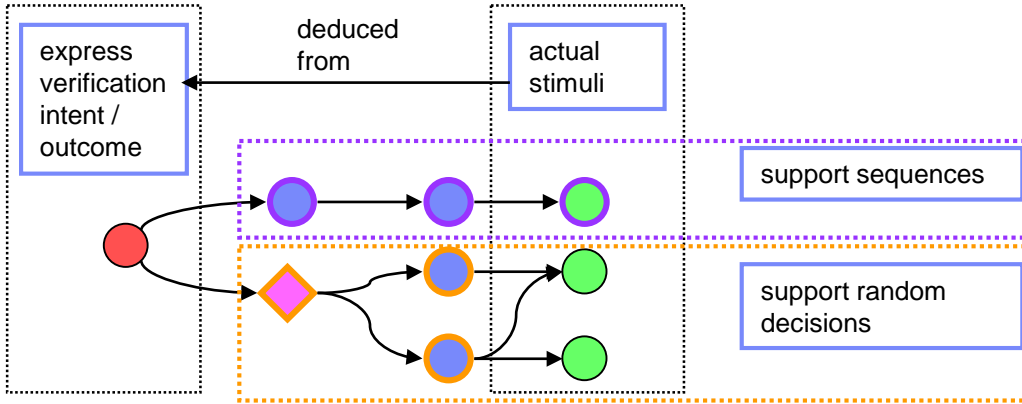 express
verification
intent /
outcome
deduced
from
actual
stimuli
support sequences
support random
decisions